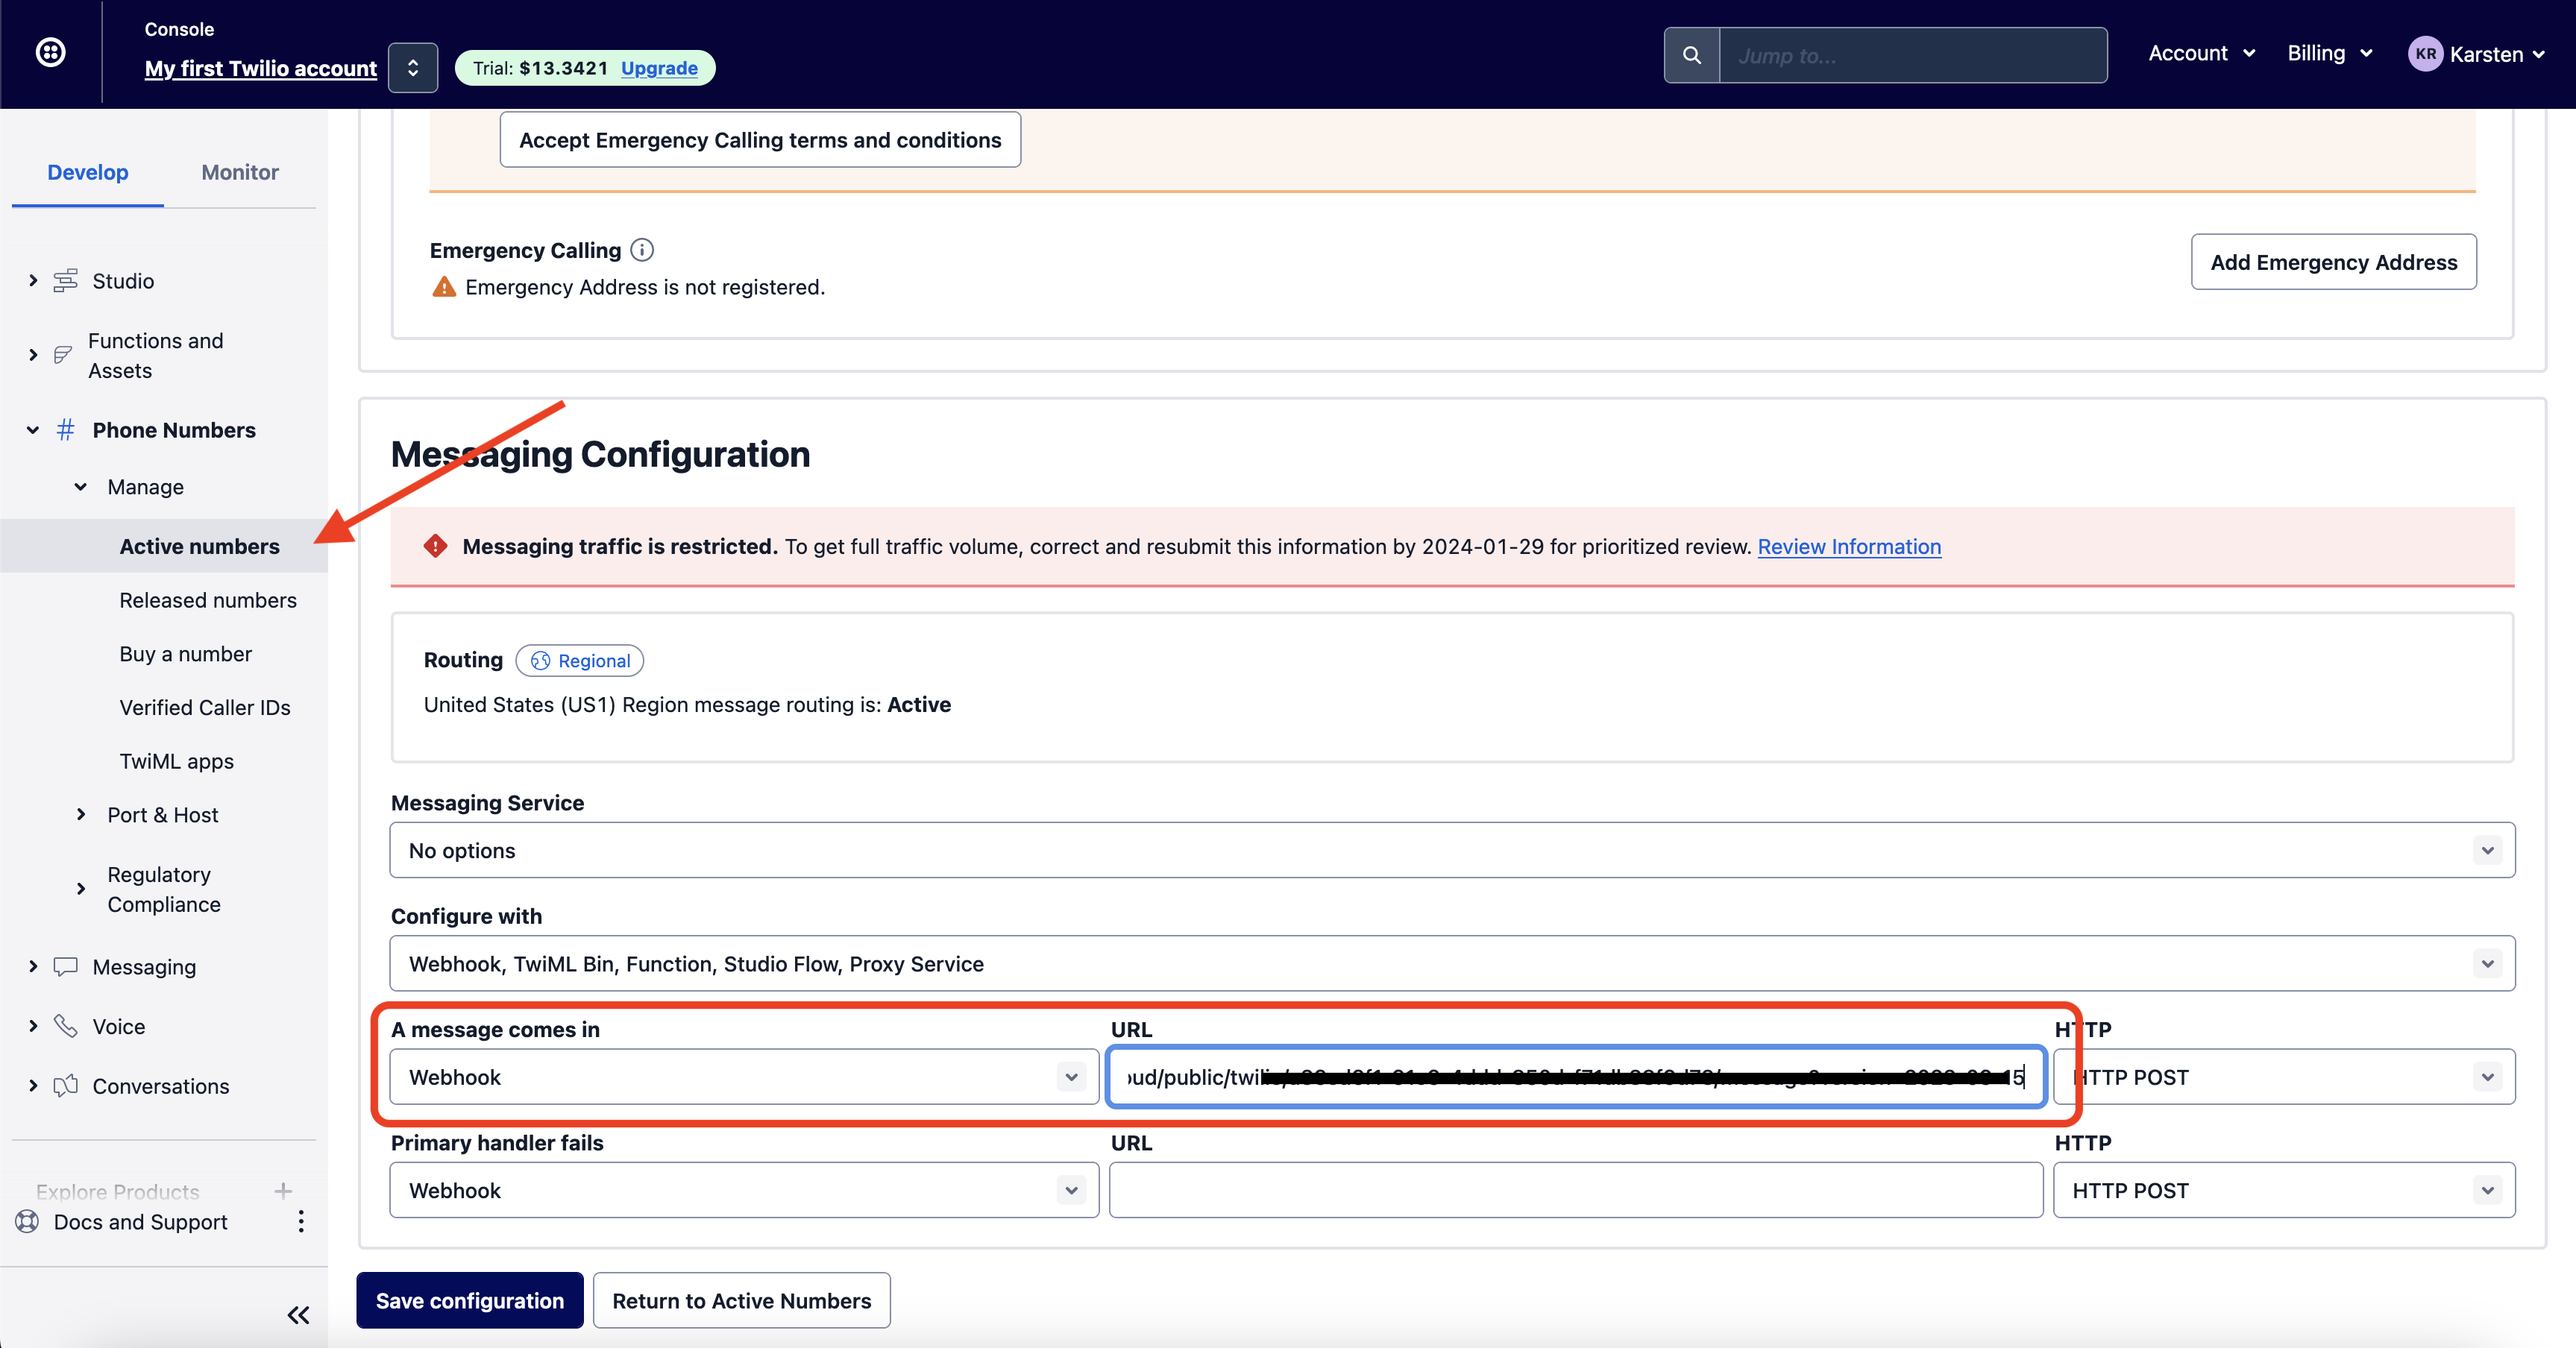 Console
My first Twilio account
Trial: $13.3421 Upgrade
Jump to...
Account
Billing
KR Karsten
Develop
Monitor
Studio
Functions and
Assets
# Phone Numbers
Manage
Active numbers
Released numbers
Buy a number
Verified Caller IDs
TwiML apps
Port & Host
Regulatory
Compliance
Messaging
Voice
Conversations
Explore Products +
Docs and Support
Accept Emergency Calling terms and conditions
Emergency Calling
Emergency Address is not registered.
Add Emergency Address
Messaging Configuration
Messaging traffic is restricted. To get full traffic volume, correct and resubmit this information by 2024-01-29 for prioritized review. Review Information
Routing Regional
United States (US1) Region message routing is: Active
Messaging Service
No options
Configure with
Webhook, TwiML Bin, Function, Studio Flow, Proxy Service
A message comes in
Webhook
URL
oud/public/twili
HTTP
HTTP POST
Primary handler fails
Webhook
URL
HTTP
HTTP POST
Save configuration
Return to Active Numbers